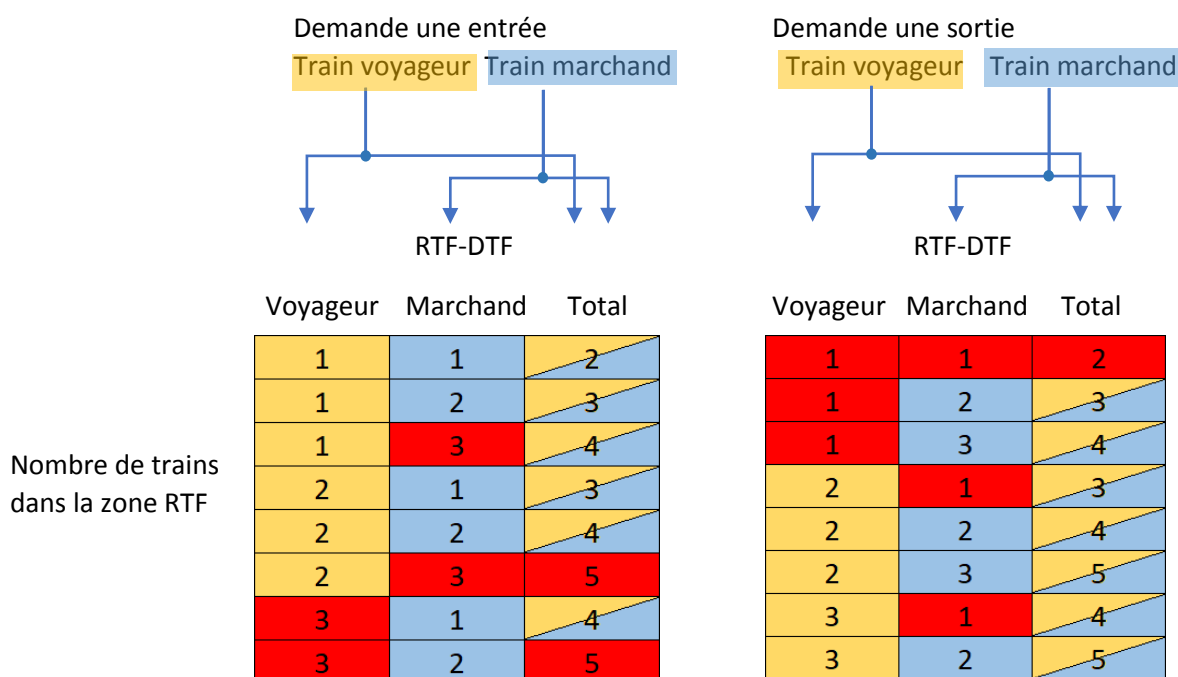 Demande une entrée Demande une sortie
Train voyageur Train marchand Train voyageur Train marchand
RTF-DTF RTF-DTF
Voyageur Marchand Total Voyageur Marchand Total
1 1 2 1 1 2
1 2 3 1 2 3
1 3 4 1 3 4
Nombre de trains
dans la zone RTF
2 1 3 2 1 3
2 2 4 2 2 4
2 3 5 2 3 5
3 1 4 3 1 4
3 2 5 3 2 5